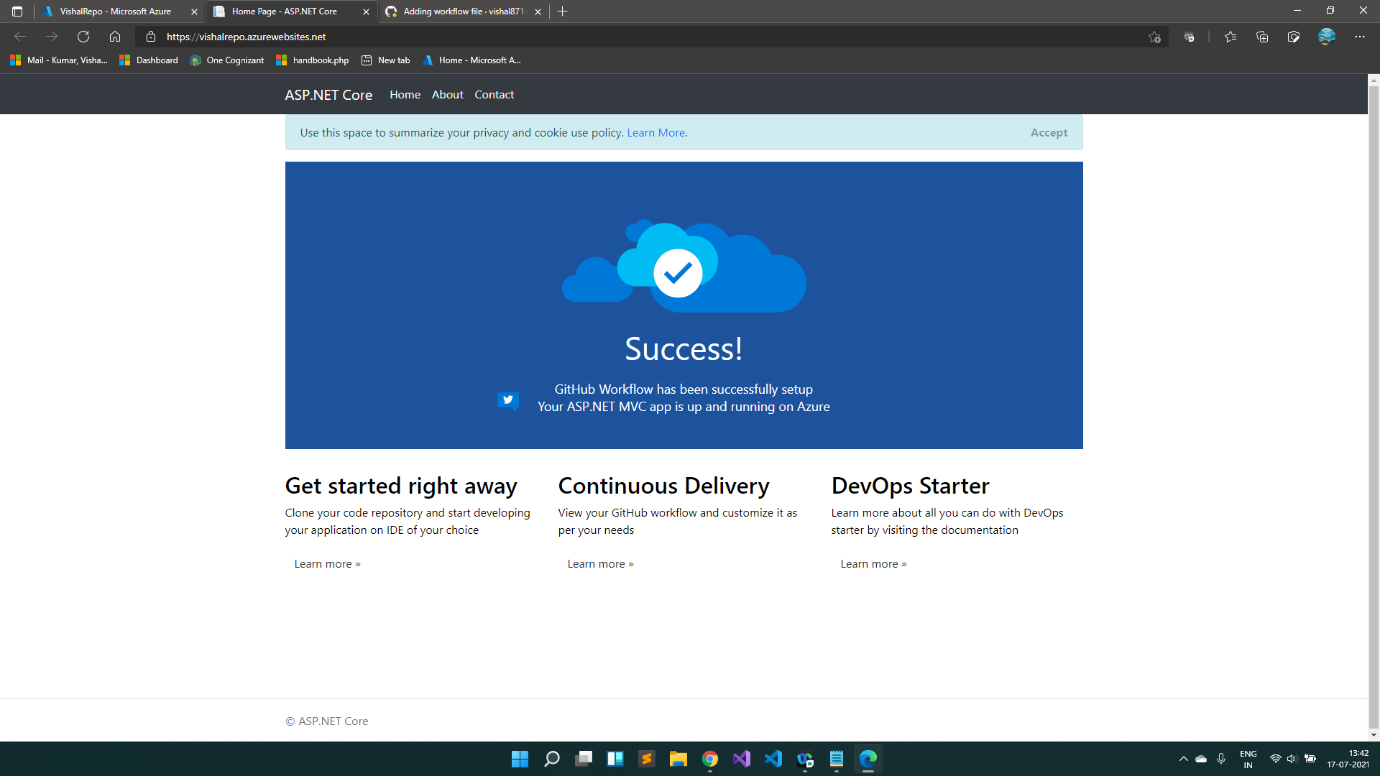 VishalRepo - Microsoft Azure
Home Page - ASP.NET Core
Adding workflow file · vishal871-
https://vishalrepo.azurewebsites.net
Mail - Kumar, Visha...
Dashboard
One Cognizant
handbook.php
New tab
Home - Microsoft A...
ASP.NET Core
Home
About
Contact
Use this space to summarize your privacy and cookie use policy. Learn More.
Accept
Success!
GitHub Workflow has been successfully setup
Your ASP.NET MVC app is up and running on Azure
Get started right away
Clone your code repository and start developing
your application on IDE of your choice
Learn more »
Continuous Delivery
View your GitHub workflow and customize it as
per your needs
Learn more »
DevOps Starter
Learn more about all you can do with DevOps
starter by visiting the documentation
Learn more »
© ASP.NET Core
ENG
IN
13:42
17-07-2021